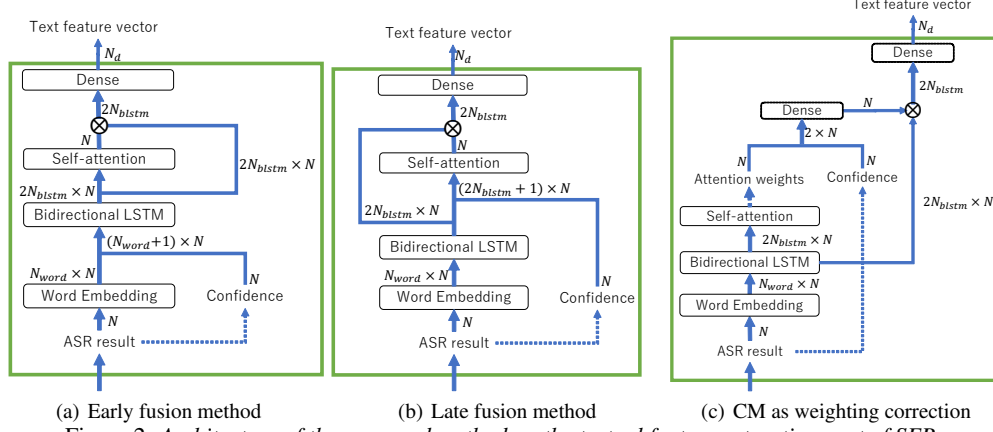 Text feature vector
N_d
Dense
2N_blstm
N
Self-attention
2N_blstm × N
2N_blstm × N
Bidirectional LSTM
(N_word+1) × N
N_word × N
N
Word Embedding
Confidence
N
ASR result
(a) Early fusion method
Text feature vector
N_d
Dense
2N_blstm
N
Self-attention
(2N_blstm + 1) × N
2N_blstm × N
Bidirectional LSTM
N_word × N
N
Word Embedding
Confidence
N
ASR result
(b) Late fusion method
Text feature vector
N_d
Dense
2N_blstm
Dense
N
2 × N
N
N
Attention weights
Confidence
Self-attention
2N_blstm × N
2N_blstm × N
Bidirectional LSTM
N_word × N
Word Embedding
N
ASR result
(c) CM as weighting correction